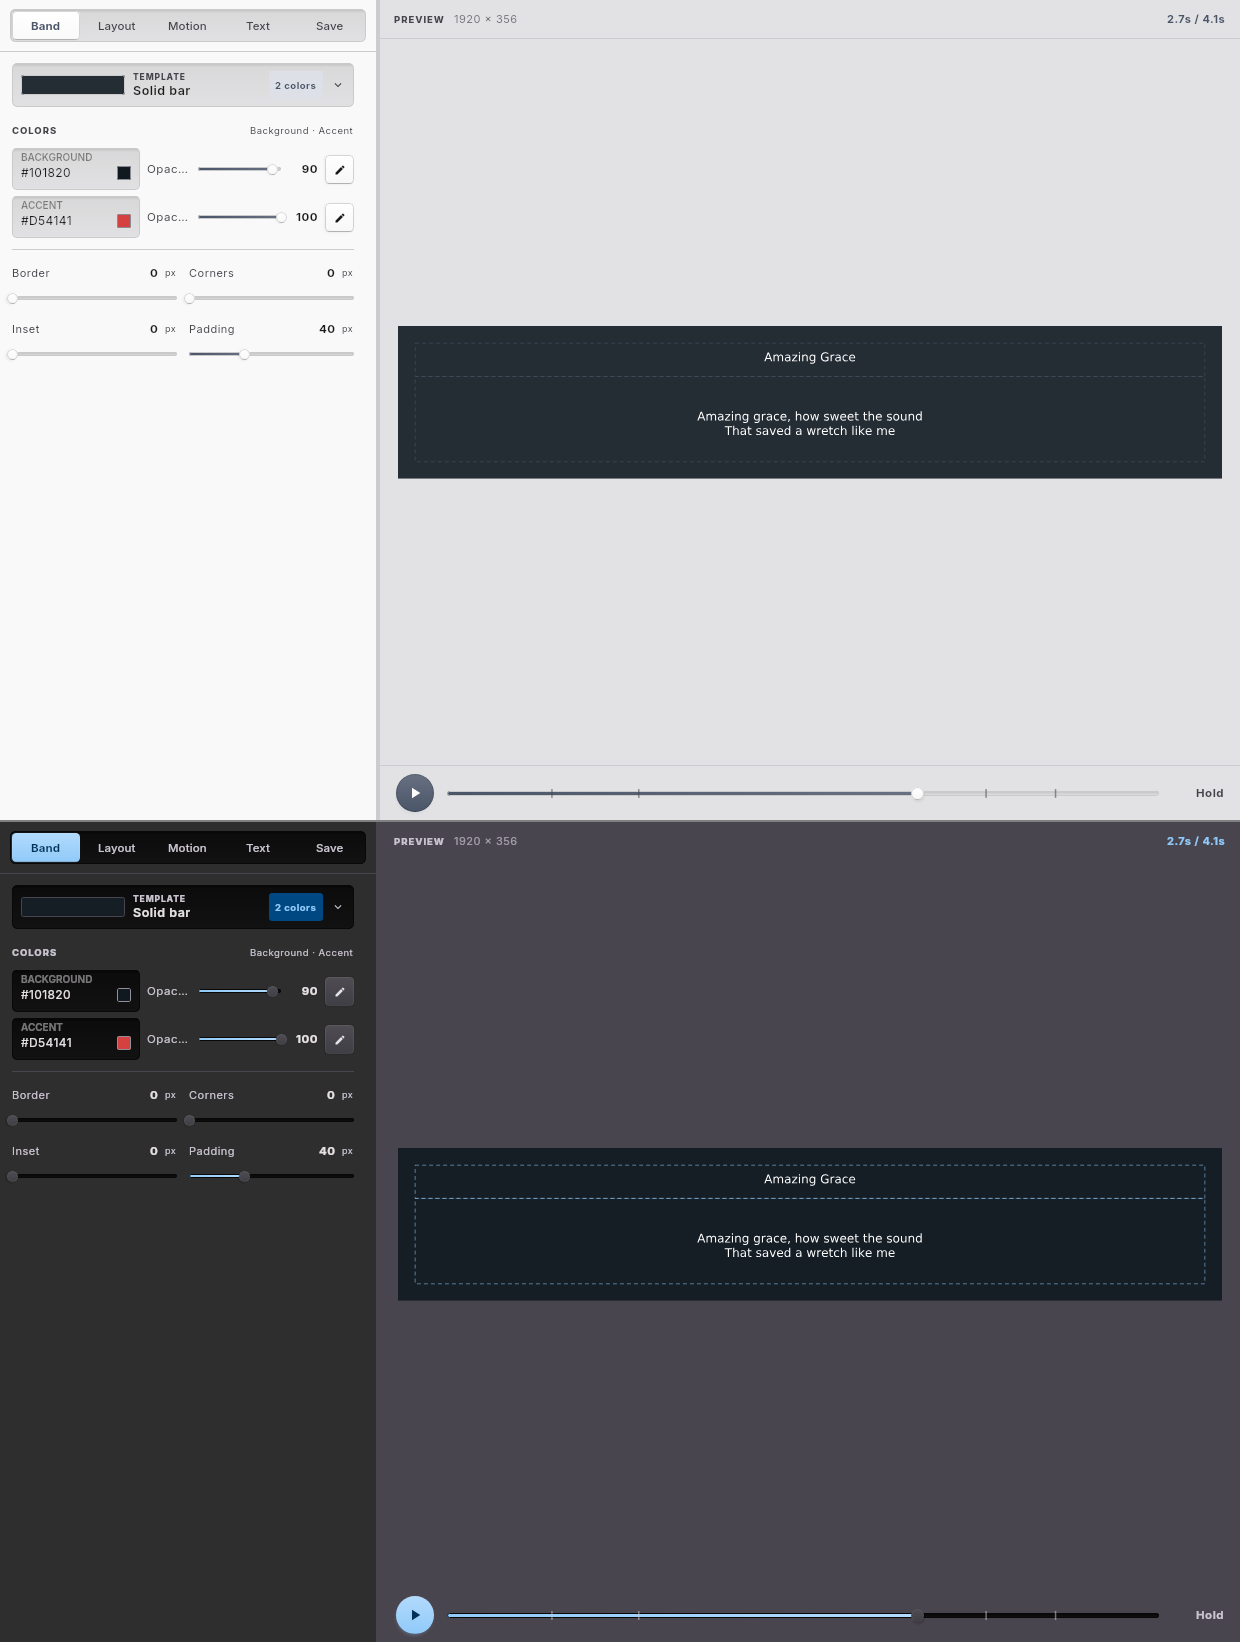 Band Layout Motion Text Save
TEMPLATE
Solid bar
2 colors
COLORS Background · Accent
BACKGROUND
#101820
Opac... 90
ACCENT
#D54141
Opac... 100
Border 0 px Corners 0 px
Inset 0 px Padding 40 px
PREVIEW 1920 × 356 2.7s / 4.1s
Amazing Grace
Amazing grace, how sweet the sound
That saved a wretch like me
Hold
Band Layout Motion Text Save
TEMPLATE
Solid bar
2 colors
COLORS Background · Accent
BACKGROUND
#101820
Opac... 90
ACCENT
#D54141
Opac... 100
Border 0 px Corners 0 px
Inset 0 px Padding 40 px
PREVIEW 1920 × 356 2.7s / 4.1s
Amazing Grace
Amazing grace, how sweet the sound
That saved a wretch like me
Hold